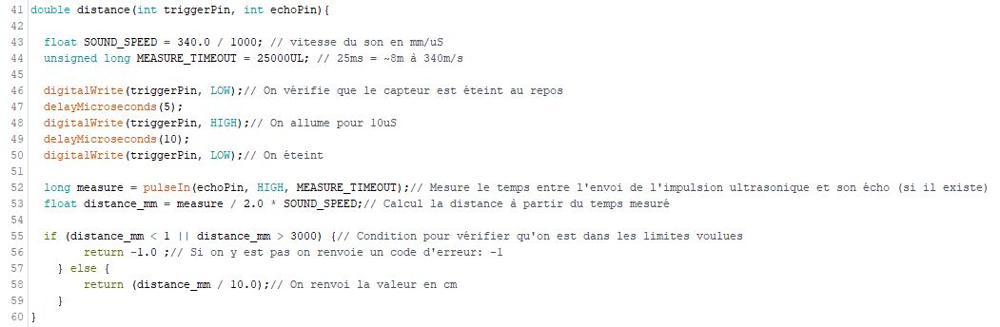 41 double distance(int triggerPin, int echoPin){
42
43 float SOUND_SPEED = 340.0 / 1000; // vitesse du son en mm/uS
44 unsigned long MEASURE_TIMEOUT = 25000UL; // 25ms = ~8m à 340m/s
45
46 digitalWrite(triggerPin, LOW);// On vérifie que le capteur est éteint au repos
47 delayMicroseconds(5);
48 digitalWrite(triggerPin, HIGH);// On allume pour 10uS
49 delayMicroseconds(10);
50 digitalWrite(triggerPin, LOW);// On éteint
51
52 long measure = pulseIn(echoPin, HIGH, MEASURE_TIMEOUT);// Mesure le temps entre l'envoi de l'impulsion ultrasonique et son écho (si il existe)
53 float distance_mm = measure / 2.0 * SOUND_SPEED;// Calcul la distance à partir du temps mesuré
54
55 if (distance_mm < 1 || distance_mm > 3000) {// Condition pour vérifier qu'on est dans les limites voulues
56 return -1.0 ;// Si on y est pas on renvoie un code d'erreur: -1
57 } else {
58 return (distance_mm / 10.0);// On renvoi la valeur en cm
59 }
60 }